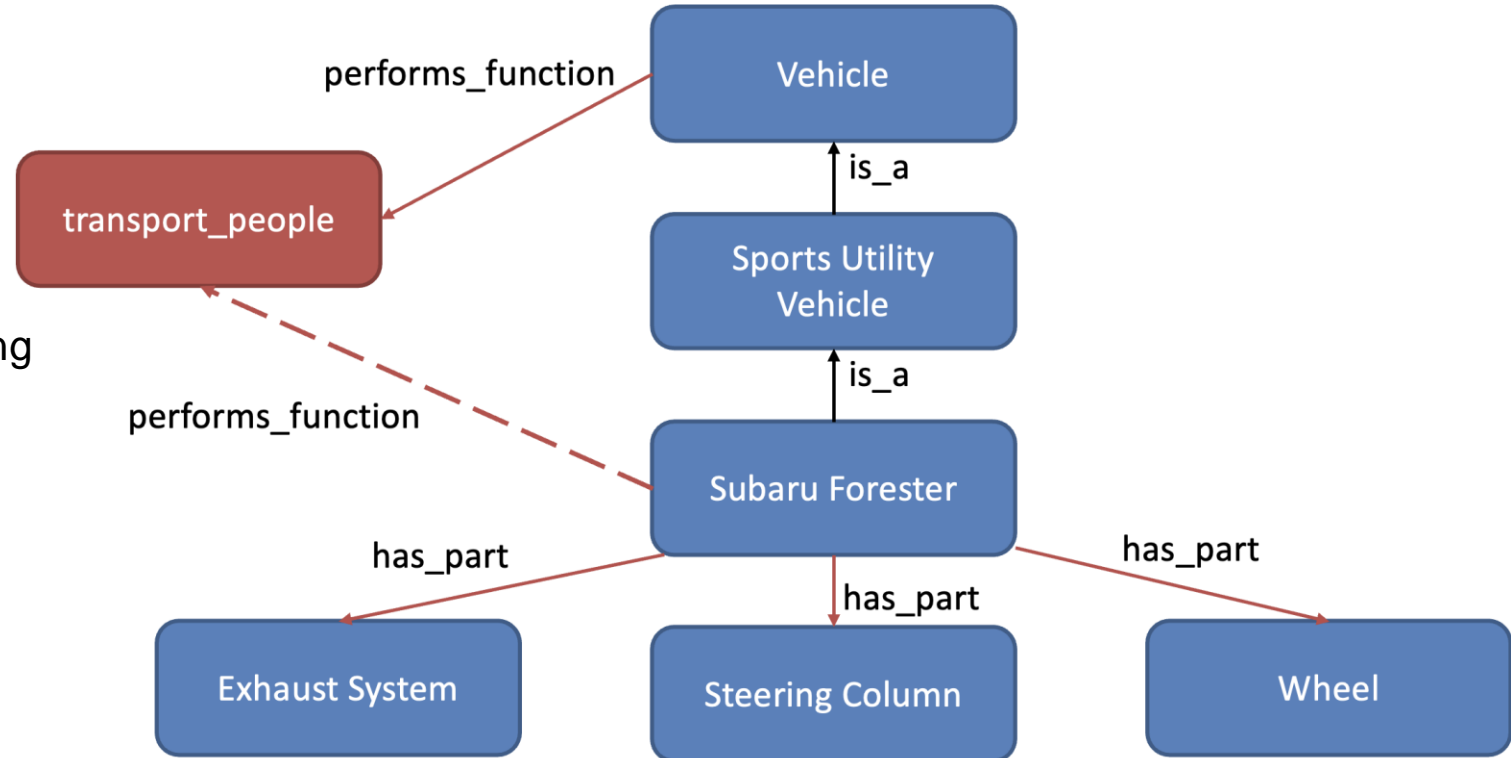 performs_function
Vehicle
is_a
transport_people
Sports Utility
Vehicle
ng
is_a
performs_function
Subaru Forester
has_part
has_part
has_part
Exhaust System
Steering Column
Wheel